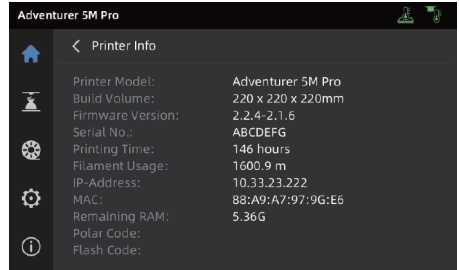 Adventurer 5M Pro
Printer Info
Printer Model: Adventurer 5M Pro
Build Volume: 220 x 220 x 220mm
Firmware Version: 2.2.4-2.1.6
Serial No.: ABCDEFG
Printing Time: 146 hours
Filament Usage: 1600.9 m
IP-Address: 10.33.23.222
MAC: 88:A9:A7:97:9G:E6
Remaining RAM: 5.36G
Polar Code:
Flash Code: